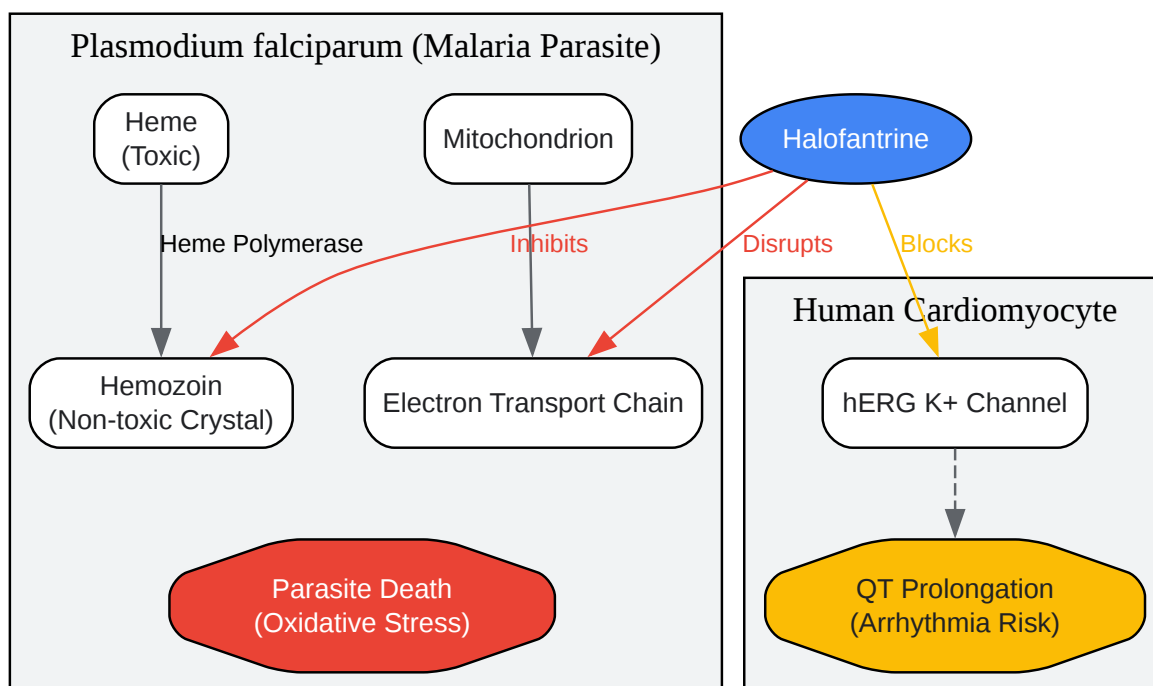 Plasmodium falciparum (Malaria Parasite)
Heme
(Toxic)
Mitochondrion
Halofantrine
Heme Polymerase
Inhibits
Disrupts
Blocks
Human Cardiomyocyte
Hemozoin
(Non-toxic Crystal)
Electron Transport Chain
hERG K+ Channel
Parasite Death
(Oxidative Stress)
QT Prolongation
(Arrhythmia Risk)